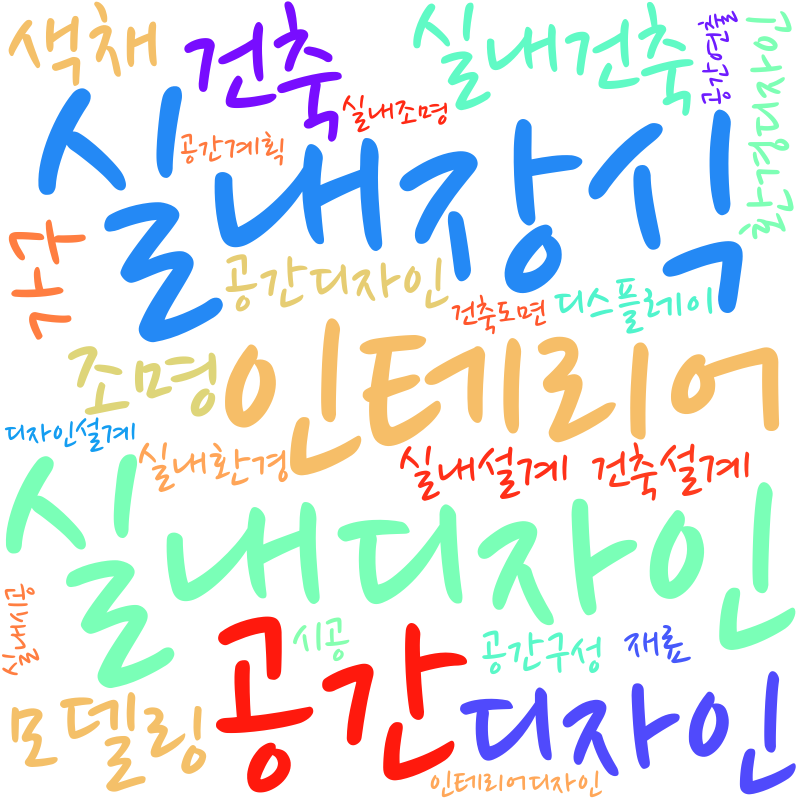 색채
건축
실내건축
공간연출
환경디자인
실내조명
공간계획
실내장식
가구
공간디자인
건축도면
디스플레이
조명
인테리어
디자인설계
실내환경
실내설계
건축설계
실내디자인
실내시공
시공
공간구성
재료
모델링
공간
디자인
인테리어디자인